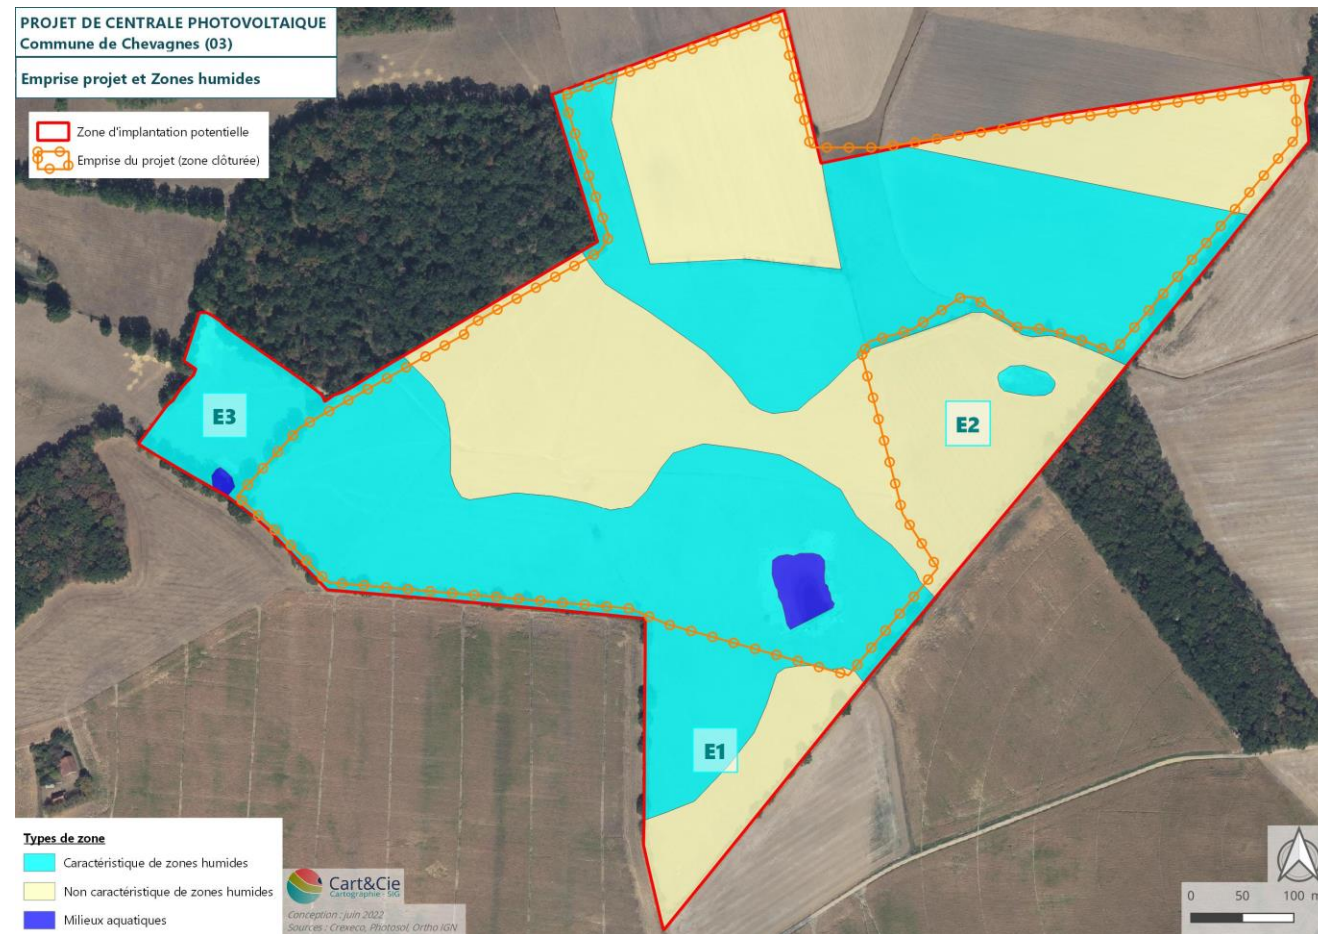 PROJET DE CENTRALE PHOTOVOLTAIQUE
Commune de Chevagnes (03)
Emprise projet et Zones humides
Zone d'implantation potentielle
Emprise du projet (zone clôturée)
E3
E2
E1
Types de zone
Caractéristique de zones humides
Non caractéristique de zones humides
Milieux aquatiques
Cart&Cie
Cartographie - SIG
Conception : juin 2022
Sources : Crexeco, Photosol, Ortho IGN
0 50 100 m